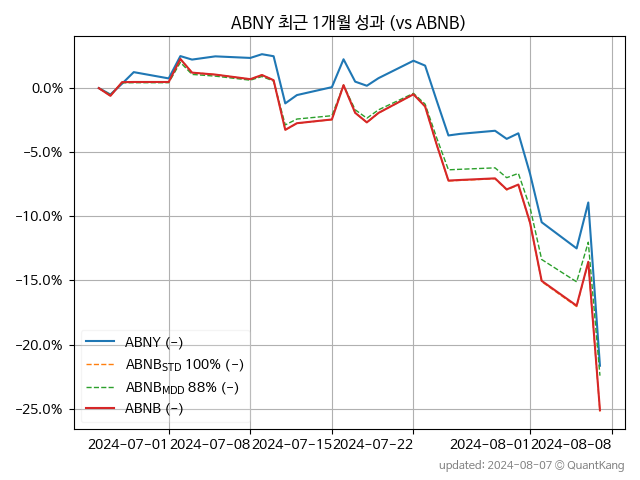 ABNY 최근 1개월 성과 (vs ABNB)
0.0%
−5.0%
−10.0%
−15.0%
−20.0%
−25.0%
ABNY (-)
ABNB_STD 100% (-)
ABNB_MDD 88% (-)
ABNB (-)
2024-07-01 2024-07-08 2024-07-15 2024-07-22 2024-08-01 2024-08-08
updated: 2024-08-07 © QuantKang